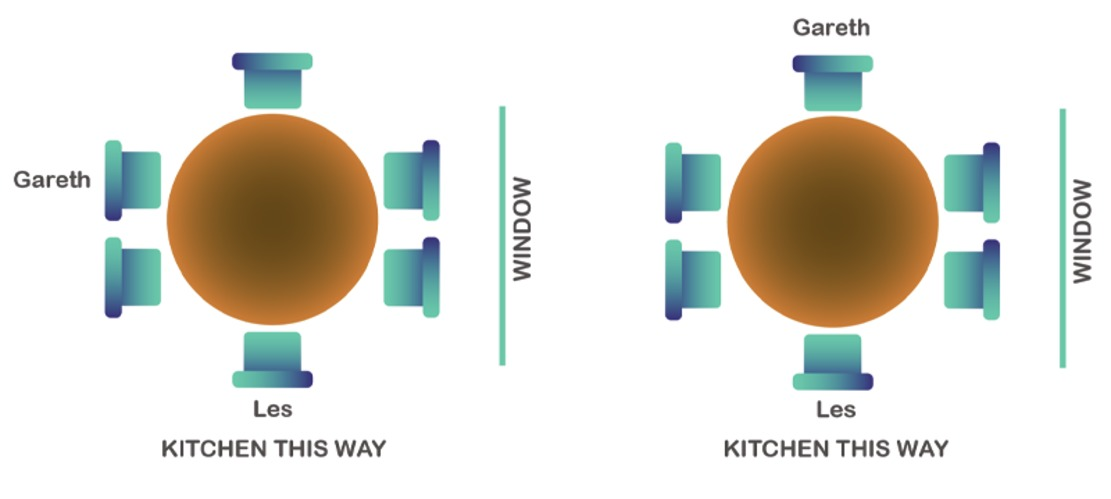 Gareth
WINDOW
Les
KITCHEN THIS WAY
Gareth
WINDOW
Les
KITCHEN THIS WAY